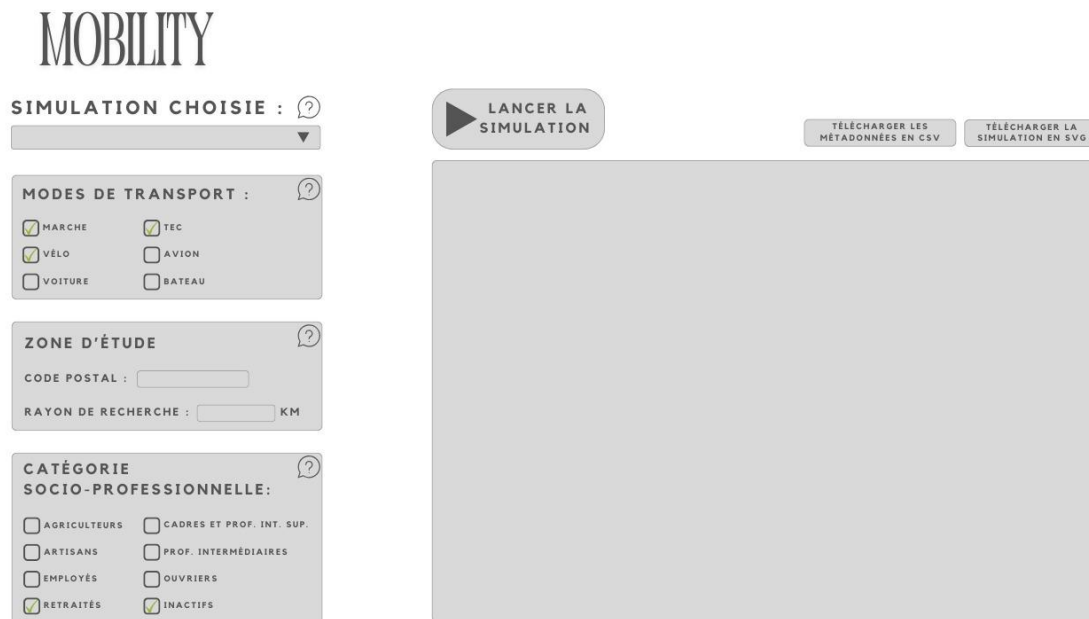 MOBILITY
SIMULATION CHOISIE : ?
LANCER LA
SIMULATION
TÉLÉCHARGER LES
MÉTADONNÉES EN CSV
TÉLÉCHARGER LA
SIMULATION EN SVG
MODES DE TRANSPORT : ?
MARCHE TEC
VÉLO AVION
VOITURE BATEAU
ZONE D'ÉTUDE ?
CODE POSTAL :
RAYON DE RECHERCHE : KM
CATÉGORIE ?
SOCIO-PROFESSIONNELLE:
AGRICULTEURS CADRES ET PROF. INT. SUP.
ARTISANS PROF. INTERMÉDIAIRES
EMPLOYÉS OUVRIERS
RETRAITÉS INACTIFS